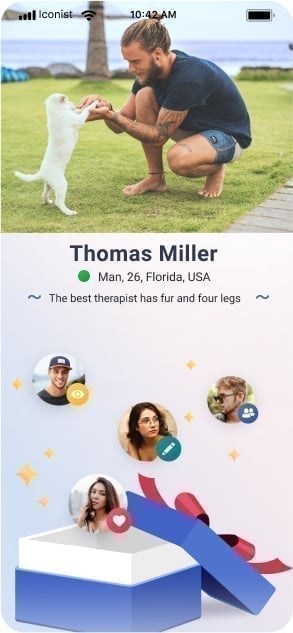 Iconist 10:42 AM
Thomas Miller
Man, 26, Florida, USA
~ The best therapist has fur and four legs ~